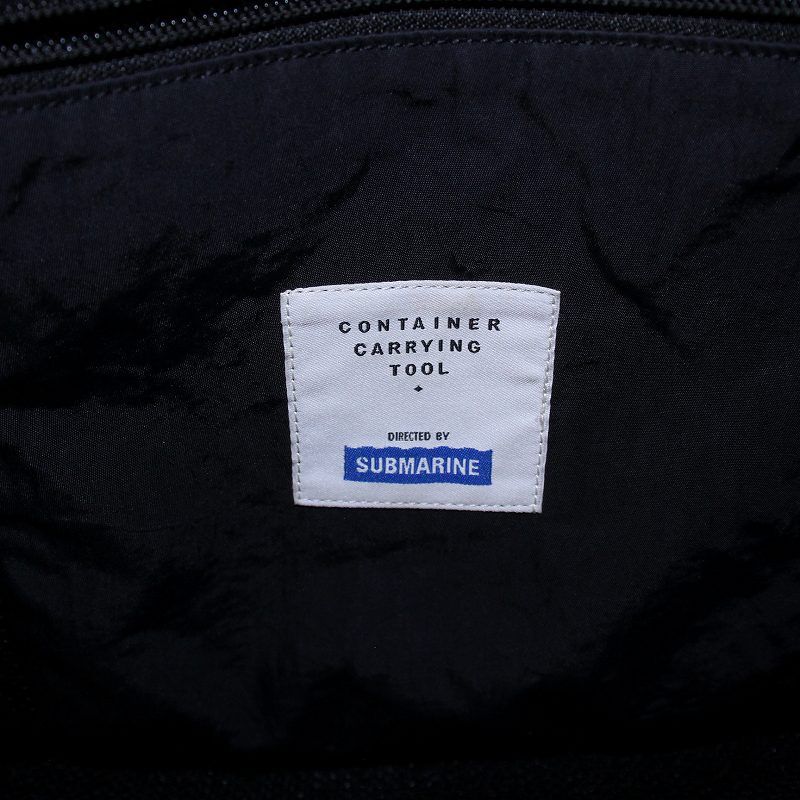 CONTAINER
CARRYING
TOOL
DIRECTED BY
SUBMARINE